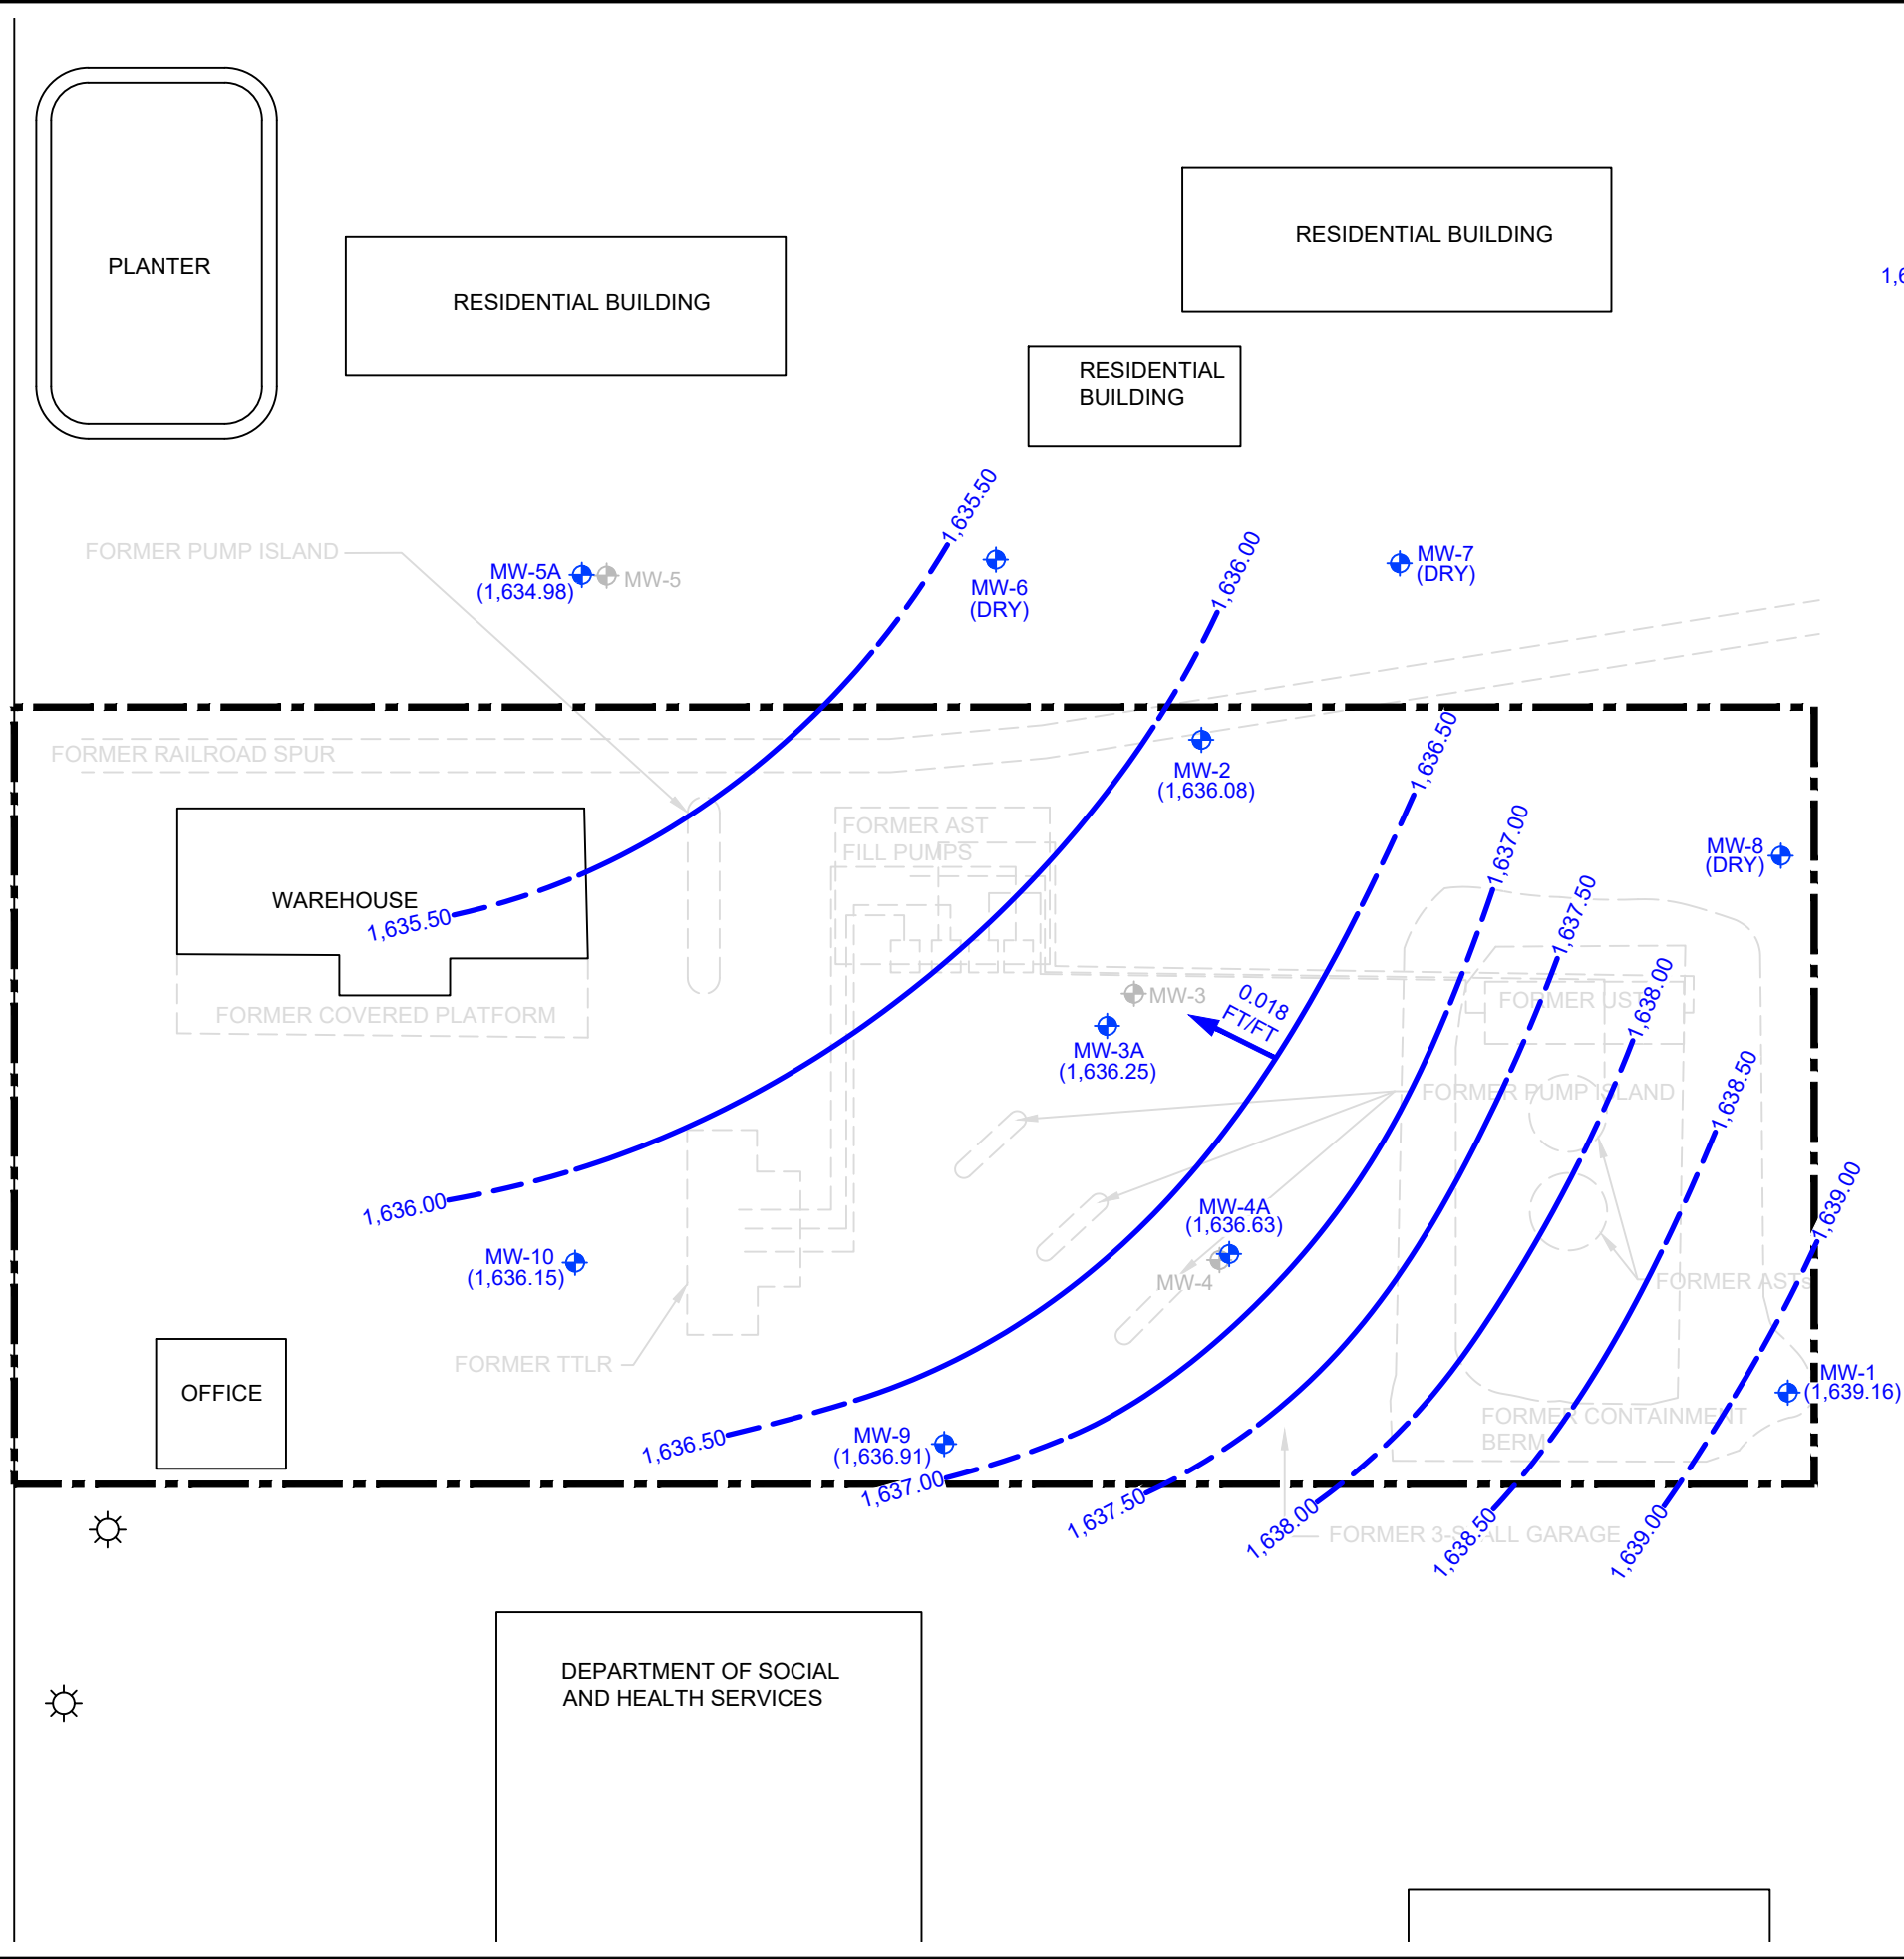 PLANTER
RESIDENTIAL BUILDING
RESIDENTIAL BUILDING
RESIDENTIAL
BUILDING
1,635.50
1,636.00
FORMER PUMP ISLAND
MW-5A
(1,634.98)
MW-5
MW-6
(DRY)
MW-7
(DRY)
FORMER RAILROAD SPUR
MW-2
(1,636.08)
1,636.50
1,637.00
1,637.50
1,638.00
1,638.50
1,639.00
FORMER AST
FILL PUMPS
MW-8
(DRY)
WAREHOUSE
1,635.50
FORMER COVERED PLATFORM
MW-3
0.018
FT/FT
FORMER UST
MW-3A
(1,636.25)
FORMER PUMP ISLAND
1,636.00
MW-4A
(1,636.63)
MW-10
(1,636.15)
MW-4
FORMER ASTs
FORMER TTLR
OFFICE
MW-1
(1,639.16)
FORMER CONTAINMENT
BERM
1,636.50
MW-9
(1,636.91)
1,637.00
1,637.50
1,638.00
1,638.50
1,639.00
FORMER 3-STALL GARAGE
DEPARTMENT OF SOCIAL
AND HEALTH SERVICES